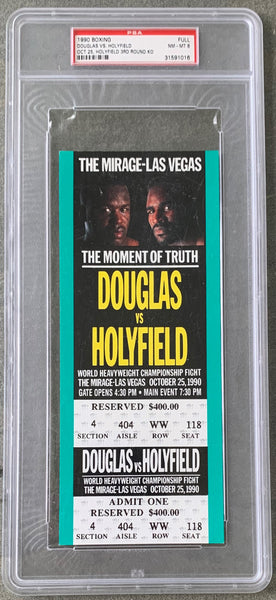 PSA
1990 BOXING FULL
DOUGLAS VS. HOLYFIELD NM - MT 8
OCT 25, HOLYFIELD 3RD ROUND KO 31591016
THE MIRAGE-LAS VEGAS
THE MOMENT OF TRUTH
DOUGLAS
vs
HOLYFIELD
WORLD HEAVYWEIGHT CHAMPIONSHIP FIGHT
THE MIRAGE-LAS VEGAS OCTOBER 25, 1990
GATE OPENS 4:30 PM • MAIN EVENT 7:30 PM
RESERVED $400.00
4 404 WW 118
SECTION AISLE ROW SEAT
DOUGLAS vs HOLYFIELD
WORLD HEAVYWEIGHT CHAMPIONSHIP FIGHT
THE MIRAGE-LAS VEGAS OCTOBER 25, 1990
ADMIT ONE
RESERVED $400.00
4 404 WW 118
SECTION AISLE ROW SEAT